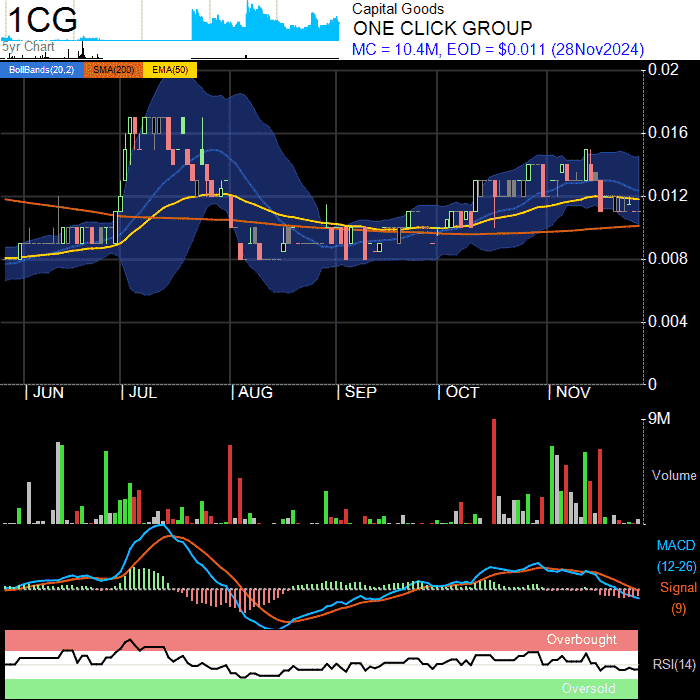 1CG
5yr Chart
Capital Goods
ONE CLICK GROUP
MC = 10.4M, EOD = $0.011 (28Nov2024)
BollBands(20,2) SMA(200) EMA(50)
0.02
0.016
0.012
0.008
0.004
0
JUN JUL AUG SEP OCT NOV
9M
Volume
MACD
(12-26)
Signal
(9)
Overbought
RSI(14)
Oversold